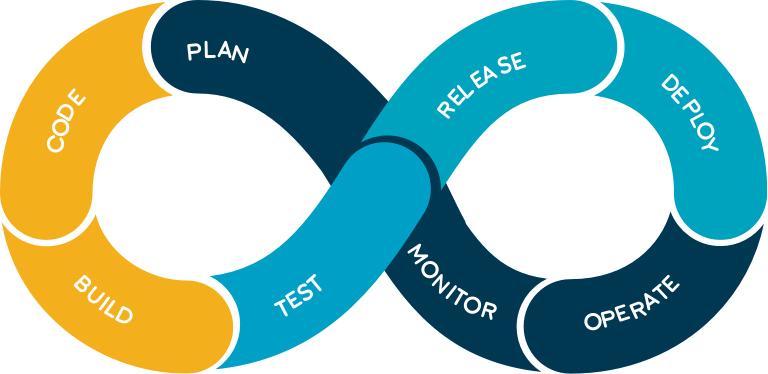 PLAN
CODE
BUILD
TEST
RELEASE
DEPLOY
OPERATE
MONITOR